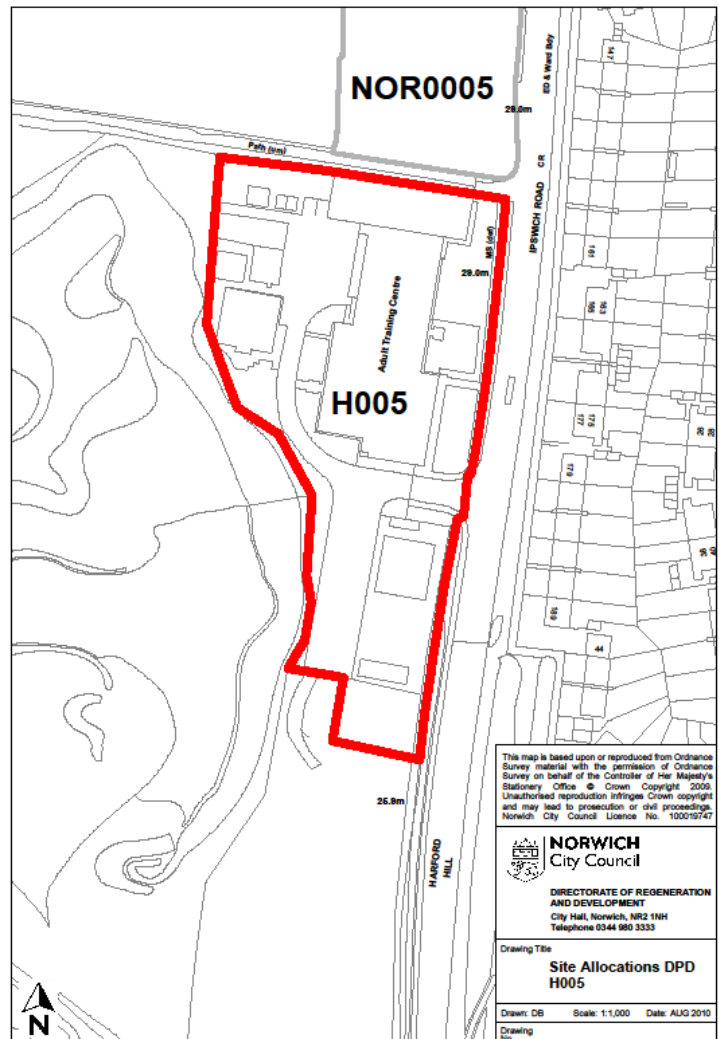 NOR0005
29.0m
ED & Ward Bdy
147
Path (um)
CR
IPSWICH ROAD
MS (def)
29.0m
161
163
165
Adult Training Centre
H005
175
177
179
189
44
25.9m
HARFORD
HILL
This map is based upon or reproduced from Ordnance
Survey material with the permission of Ordnance
Survey on behalf of the Controller of Her Majesty's
Stationery Office © Crown Copyright 2009.
Unauthorised reproduction infringes Crown copyright
and may lead to prosecution or civil proceedings.
Norwich City Council Licence No. 100019747
NORWICH
City Council
DIRECTORATE OF REGENERATION
AND DEVELOPMENT
City Hall, Norwich, NR2 1NH
Telephone 0344 980 3333
Drawing Title
Site Allocations DPD
H005
Drawn: DB Scale: 1:1,000 Date: AUG 2010
Drawing
N